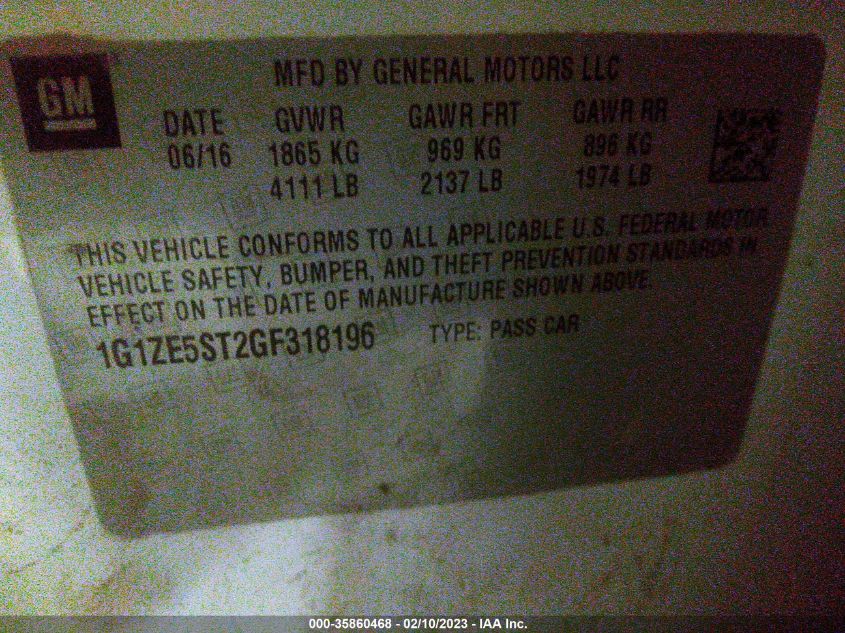 MFD BY GENERAL MOTORS LLC
GM
DATE GVWR GAWR FRT GAWR RR
06/16 1865 KG 969 KG 896 KG
4111 LB 2137 LB 1974 LB
THIS VEHICLE CONFORMS TO ALL APPLICABLE U.S. FEDERAL MOTOR
VEHICLE SAFETY, BUMPER, AND THEFT PREVENTION STANDARDS IN
EFFECT ON THE DATE OF MANUFACTURE SHOWN ABOVE.
1G1ZE5ST2GF318196 TYPE: PASS CAR
000-35860468 - 02/10/2023 - IAA Inc.